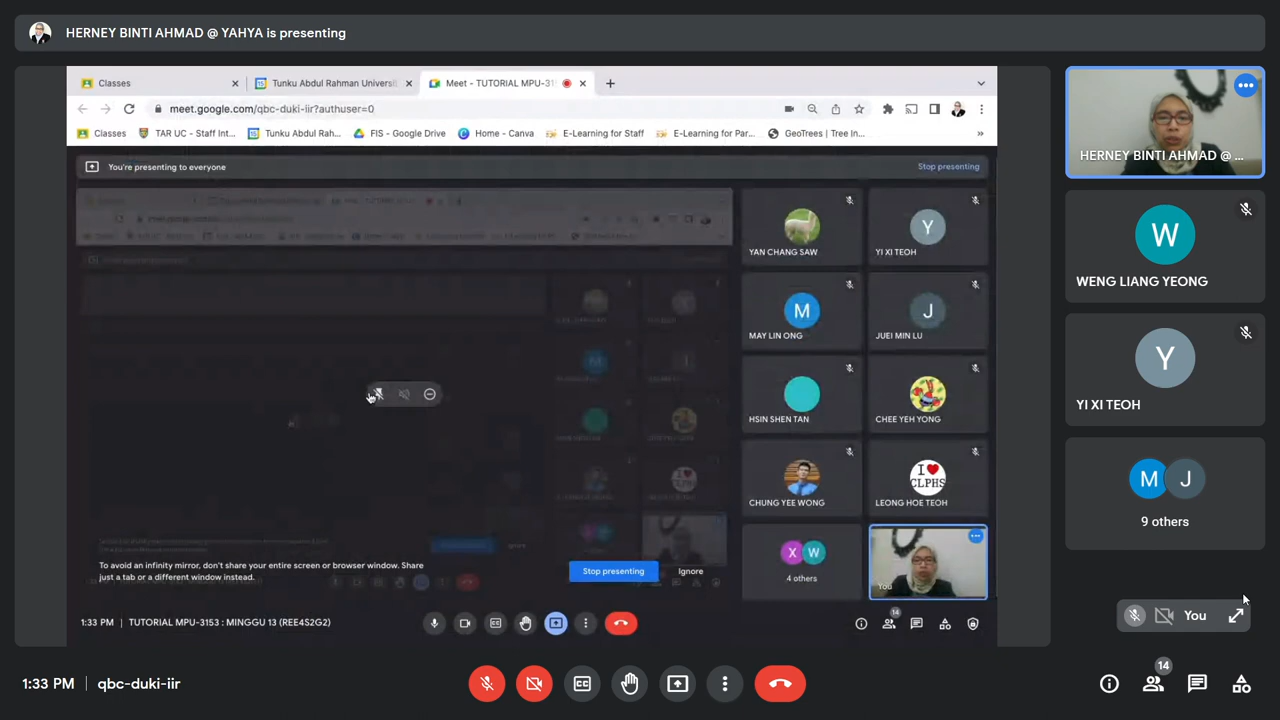 HERNEY BINTI AHMAD @ YAHYA is presenting
Classes
Tunku Abdul Rahman Universit
Meet - TUTORIAL MPU-315
meet.google.com/qbc-duki-iir?authuser=0
Classes
TAR UC - Staff Int...
Tunku Abdul Rah...
FIS - Google Drive
Home - Canva
E-Learning for Staff
E-Learning for Par...
GeoTrees | Tree In...
»
You're presenting to everyone
Stop presenting
YAN CHANG SAW
Y
YI XI TEOH
M
MAY LIN ONG
J
JUEI MIN LU
HSIN SHEN TAN
CHEE YEH YONG
CHUNG YEE WONG
I ❤ CLPHS
LEONG HOE TEOH
X W
4 others
You
To avoid an infinity mirror, don't share your entire screen or browser window. Share
just a tab or a different window instead.
Stop presenting
Ignore
1:33 PM | TUTORIAL MPU-3153 : MINGGU 13 (REE4S2G2)
14
HERNEY BINTI AHMAD @ ...
W
WENG LIANG YEONG
Y
YI XI TEOH
M J
9 others
You
1:33 PM | qbc-duki-iir
14